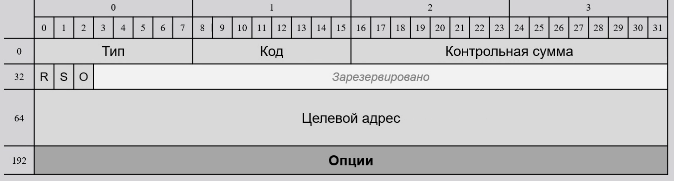 0 1 2 3
0 1 2 3 4 5 6 7 8 9 10 11 12 13 14 15 16 17 18 19 20 21 22 23 24 25 26 27 28 29 30 31
0 Тип Код Контрольная сумма
32 R S O Зарезервировано
64 Целевой адрес
192 Опции